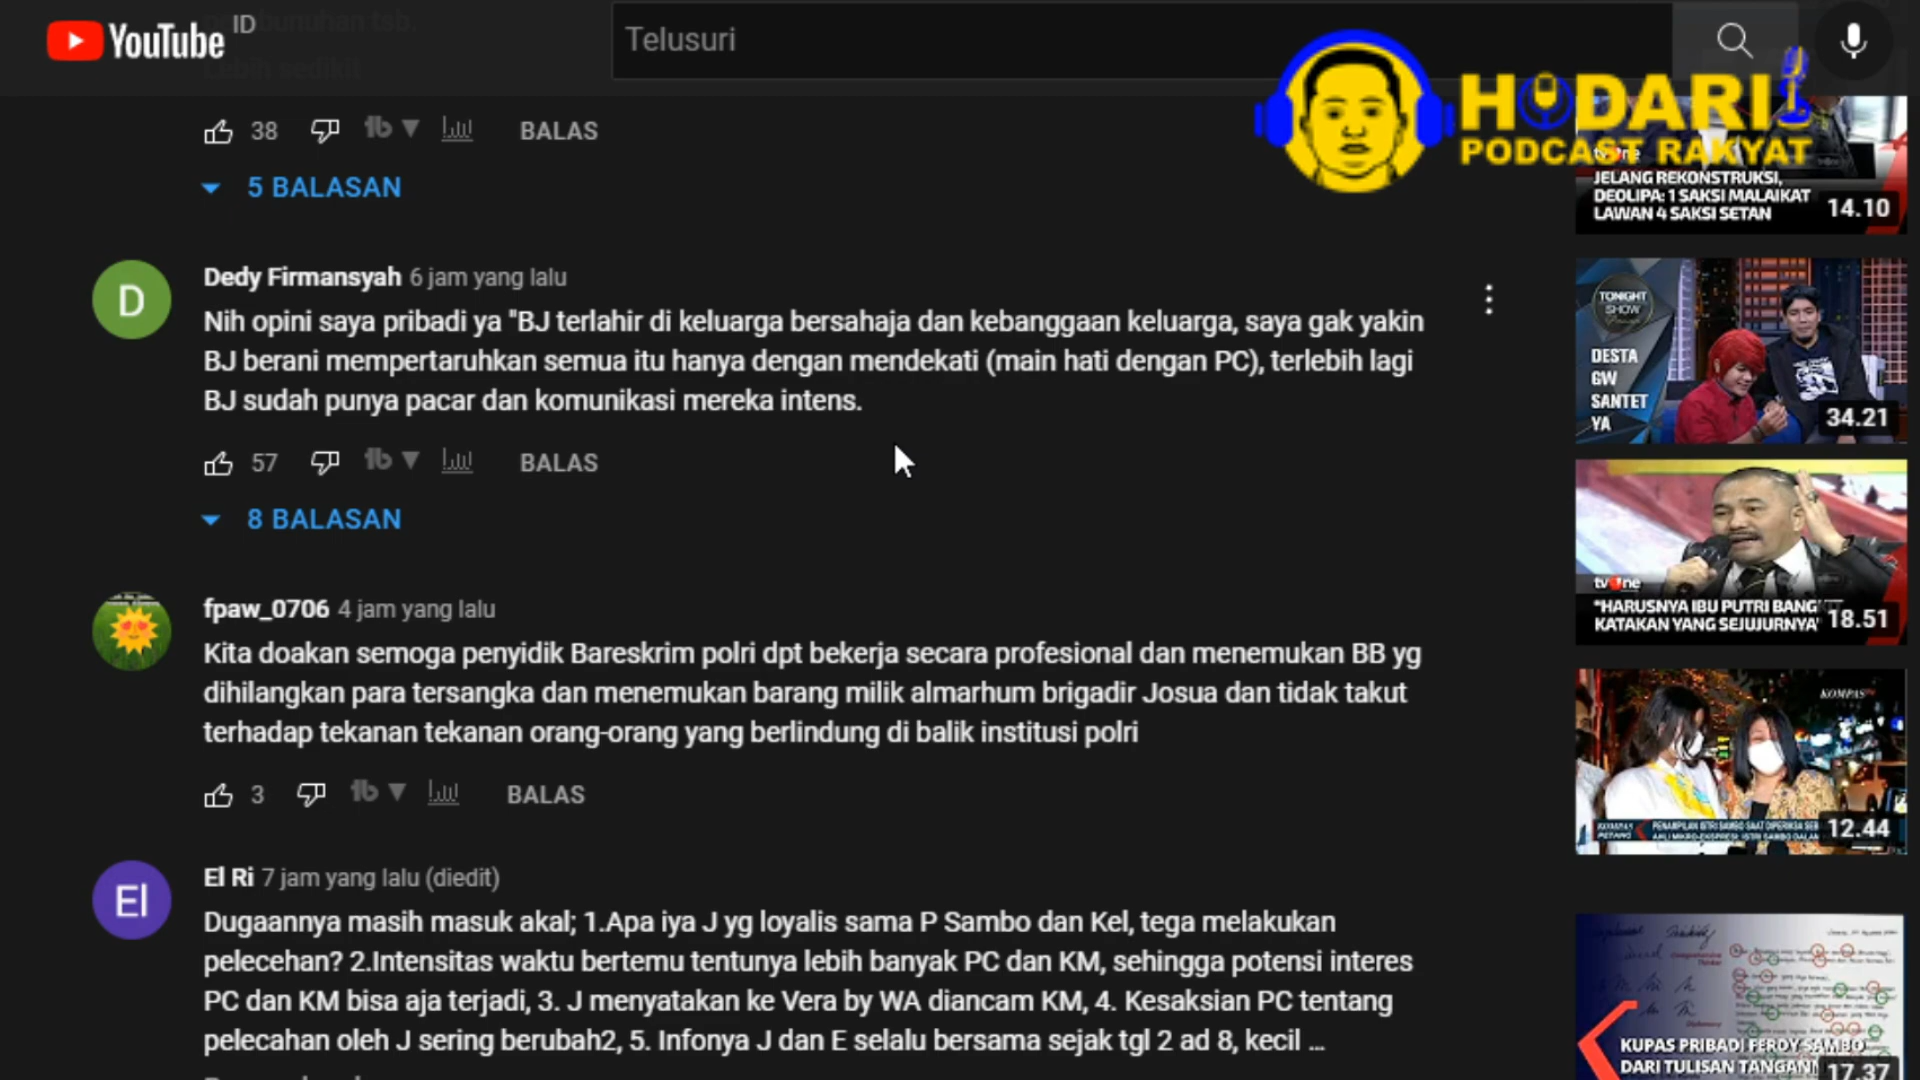 YouTube ID
Telusuri
HODARI
PODCAST RAKYAT
38 BALAS
5 BALASAN
JELANG REKONSTRUKSI,
DEOLIPA: 1 SAKSI MALAIKAT
LAWAN 4 SAKSI SETAN
14.10
D
Dedy Firmansyah 6 jam yang lalu
Nih opini saya pribadi ya "BJ terlahir di keluarga bersahaja dan kebanggaan keluarga, saya gak yakin
BJ berani mempertaruhkan semua itu hanya dengan mendekati (main hati dengan PC), terlebih lagi
BJ sudah punya pacar dan komunikasi mereka intens.
57 BALAS
8 BALASAN
TONIGHT
SHOW
DESTA
GW
SANTET
YA
34.21
tvOne
"HARUSNYA IBU PUTRI BANG
KATAKAN YANG SEJUJURNYA"
18.51
fpaw_0706 4 jam yang lalu
Kita doakan semoga penyidik Bareskrim polri dpt bekerja secara profesional dan menemukan BB yg
dihilangkan para tersangka dan menemukan barang milik almarhum brigadir Josua dan tidak takut
terhadap tekanan tekanan orang-orang yang berlindung di balik institusi polri
3 BALAS
KOMPAS
12.44
El
El Ri 7 jam yang lalu (diedit)
Dugaannya masih masuk akal; 1.Apa iya J yg loyalis sama P Sambo dan Kel, tega melakukan
pelecehan? 2.Intensitas waktu bertemu tentunya lebih banyak PC dan KM, sehingga potensi interes
PC dan KM bisa aja terjadi, 3. J menyatakan ke Vera by WA diancam KM, 4. Kesaksian PC tentang
pelecahan oleh J sering berubah2, 5. Infonya J dan E selalu bersama sejak tgl 2 ad 8, kecil ...
KUPAS PRIBADI FERDY SAMBO
DARI TULISAN TANGANN
17.37